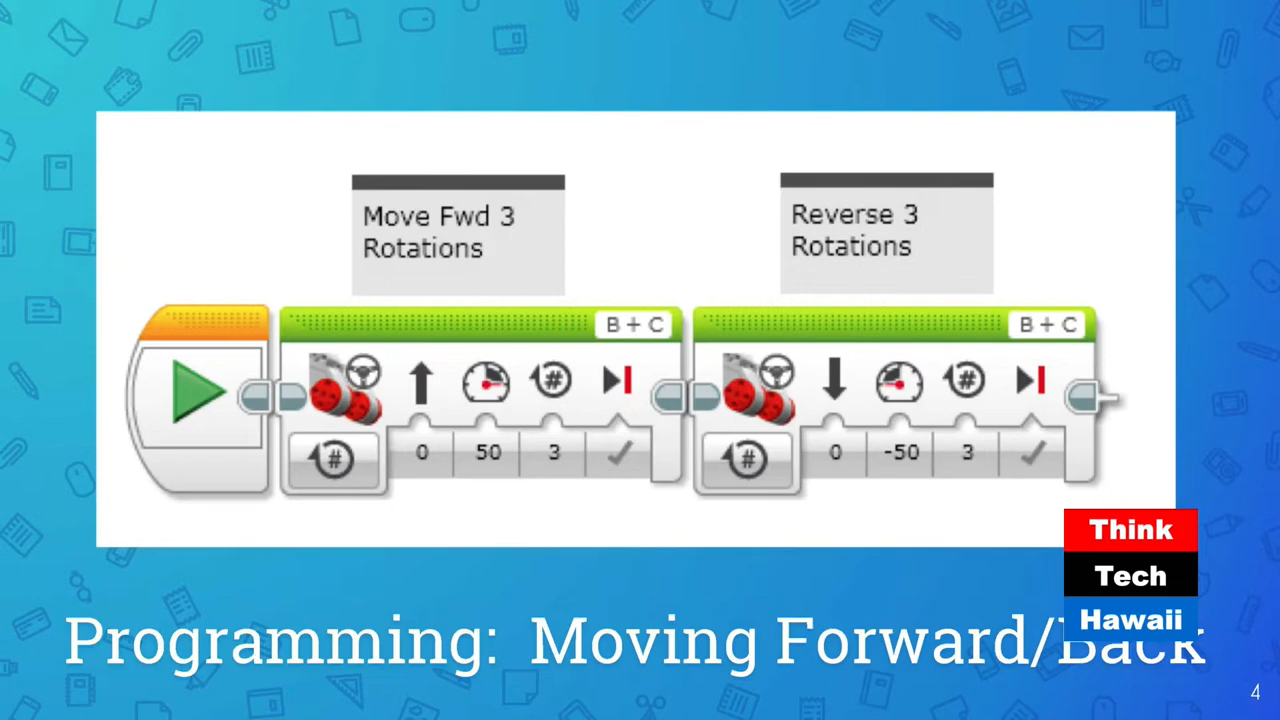 Move Fwd 3
Rotations
Reverse 3
Rotations
B + C
B + C
#
#
#
#
0
50
3
0
-50
3
Think
Tech
Hawaii
Programming: Moving Forward/Back
4